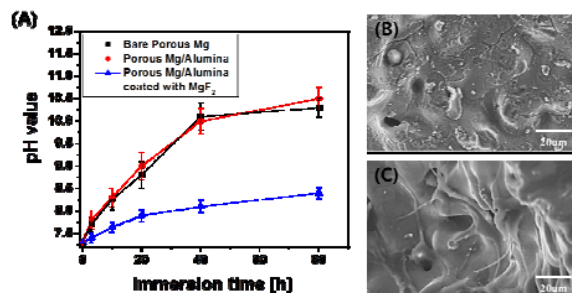 (A)
12.0
11.5
11.0
10.5
10.0
9.5
9.0
8.5
8.0
7.5
pH value
Bare Porous Mg
Porous Mg/Alumina
Porous Mg/Alumina
coated with MgF₂
0 20 40 60 80
Immersion time [h]
(B)
20um
(C)
20um